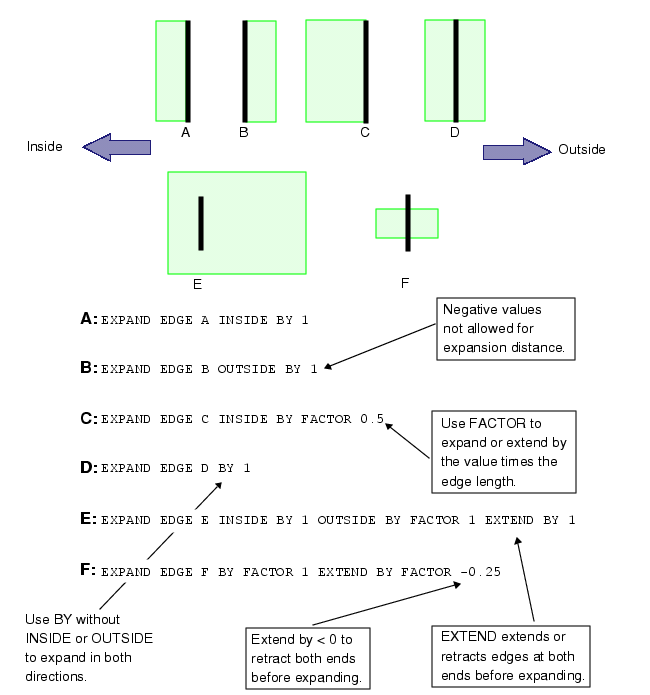 A B C D
Inside
Outside
E F
A: EXPAND EDGE A INSIDE BY 1
Negative values
not allowed for
expansion distance.
B: EXPAND EDGE B OUTSIDE BY 1
C: EXPAND EDGE C INSIDE BY FACTOR 0.5
Use FACTOR to
expand or extend by
the value times the
edge length.
D: EXPAND EDGE D BY 1
E: EXPAND EDGE E INSIDE BY 1 OUTSIDE BY FACTOR 1 EXTEND BY 1
F: EXPAND EDGE F BY FACTOR 1 EXTEND BY FACTOR -0.25
Use BY without
INSIDE or OUTSIDE
to expand in both
directions.
Extend by < 0 to
retract both ends
before expanding.
EXTEND extends or
retracts edges at both
ends before expanding.